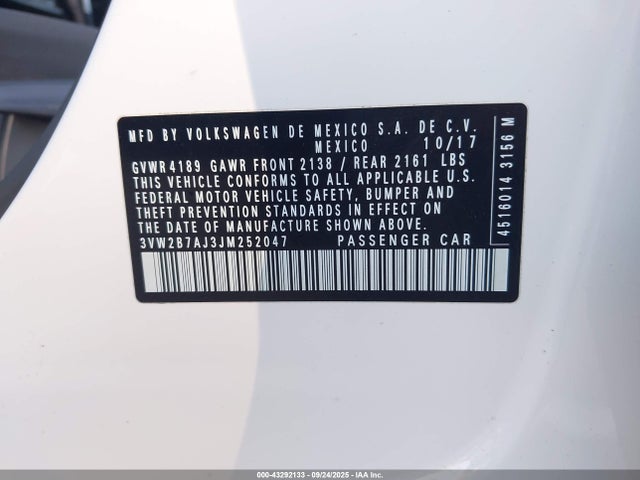 MFD BY VOLKSWAGEN DE MEXICO S.A. DE C.V.
MEXICO 10/17
GVWR 4189 GAWR FRONT 2138 / REAR 2161 LBS
THIS VEHICLE CONFORMS TO ALL APPLICABLE U.S.
FEDERAL MOTOR VEHICLE SAFETY, BUMPER AND
THEFT PREVENTION STANDARDS IN EFFECT ON
THE DATE OF MANUFACTURE SHOWN ABOVE.
3VW2B7AJ3JM252047 PASSENGER CAR
4516014 3156 M
000-43292133 - 09/24/2025 - IAA Inc.